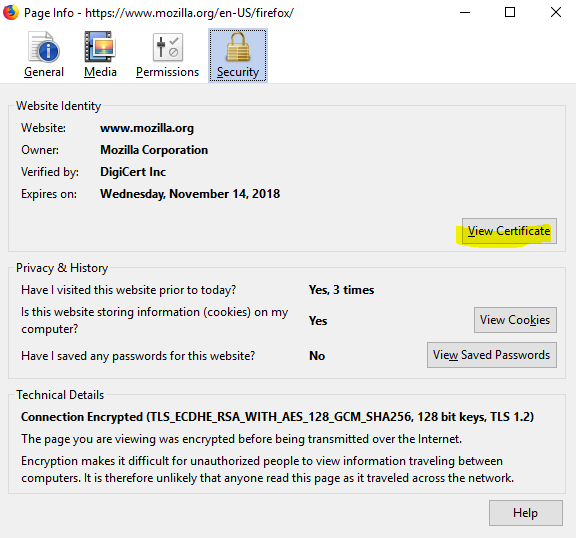 Page Info - https://www.mozilla.org/en-US/firefox/
General Media Permissions Security
Website Identity
Website: www.mozilla.org
Owner: Mozilla Corporation
Verified by: DigiCert Inc
Expires on: Wednesday, November 14, 2018
View Certificate
Privacy & History
Have I visited this website prior to today? Yes, 3 times
Is this website storing information (cookies) on my
computer? Yes View Cookies
Have I saved any passwords for this website? No View Saved Passwords
Technical Details
Connection Encrypted (TLS_ECDHE_RSA_WITH_AES_128_GCM_SHA256, 128 bit keys, TLS 1.2)
The page you are viewing was encrypted before being transmitted over the Internet.
Encryption makes it difficult for unauthorized people to view information traveling between
computers. It is therefore unlikely that anyone read this page as it traveled across the network.
Help